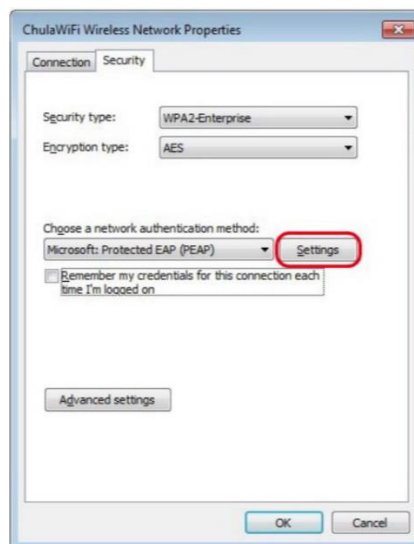 ChulaWiFi Wireless Network Properties
Connection Security
Security type: WPA2-Enterprise
Encryption type: AES
Choose a network authentication method:
Microsoft: Protected EAP (PEAP) Settings
Remember my credentials for this connection each
time I'm logged on
Advanced settings
OK Cancel